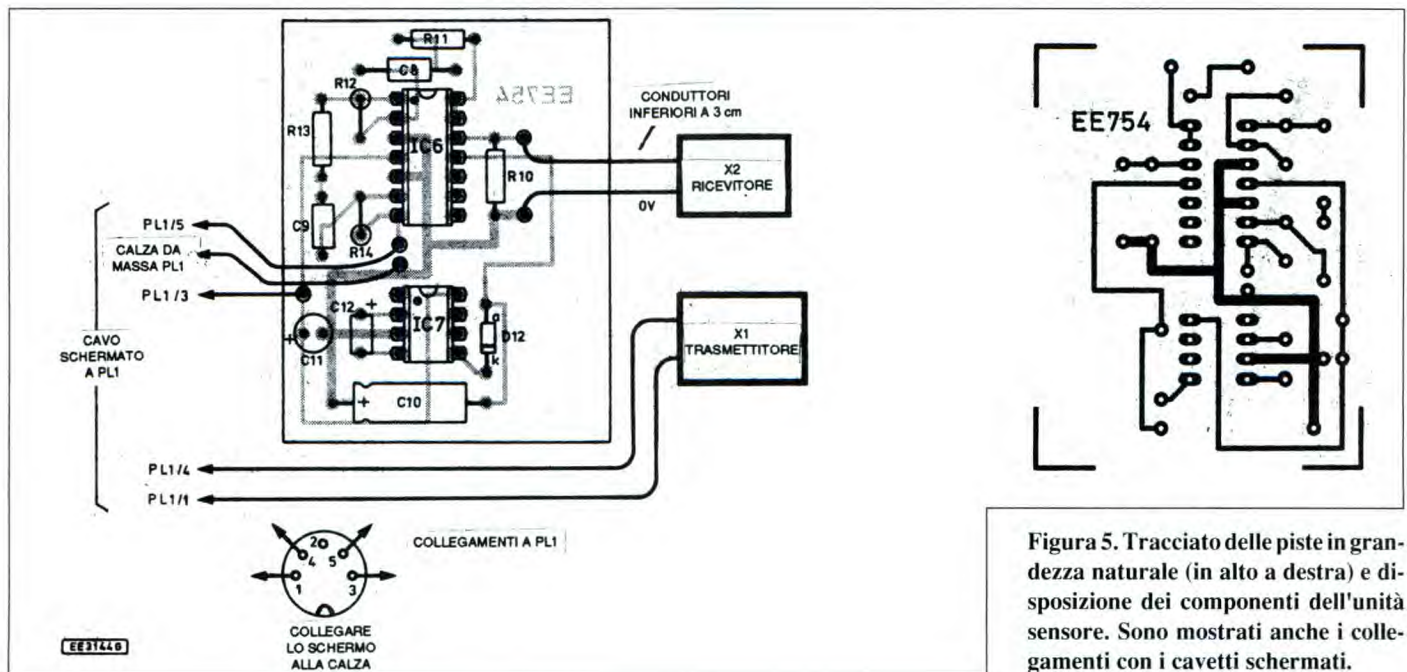 R11
C8
R12
EE754
R13
IC6
R10
C9
R14
CONDUTTORI
INFERIORI A 3 cm
X2
RICEVITORE
0V
PL1/5
CALZA DA
MASSA PL1
PL1/3
CAVO
SCHERMATO
A PL1
C12
+
IC7
a
D12
k
+
C11
+
C10
X1
TRASMETTITORE
PL1/4
PL1/1
COLLEGAMENTI A PL1
2
4
5
1
3
COLLEGARE
LO SCHERMO
ALLA CALZA
EE3144G
EE754
Figura 5. Tracciato delle piste in gran-
dezza naturale (in alto a destra) e di-
sposizione dei componenti dell'unità
sensore. Sono mostrati anche i colle-
gamenti con i cavetti schermati.